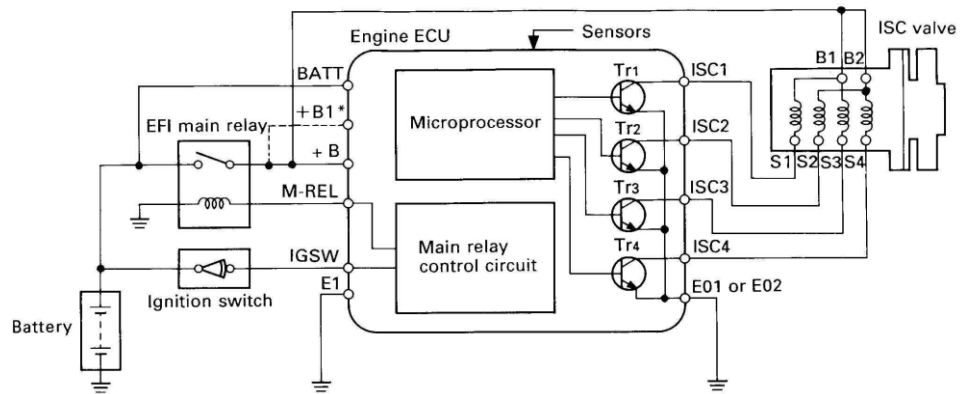 ISC valve
Engine ECU
Sensors
B1 B2
BATT
Tr1
ISC1
+B1*
EFI main relay
Microprocessor
Tr2
ISC2
+B
S1 S2 S3 S4
M-REL
Tr3
ISC3
Main relay
control circuit
Tr4
ISC4
IGSW
Ignition switch
E1
E01 or E02
Battery